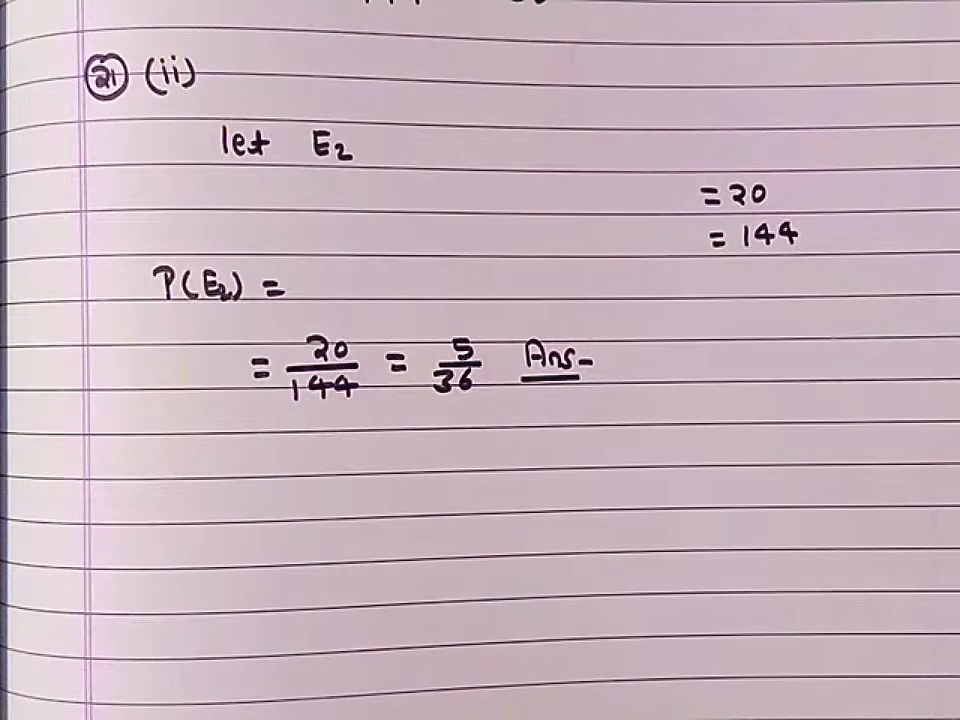 21 (ii)
let E₂
= 20
= 144
P(E₂) =
= 20/144 = 5/36 Ans-